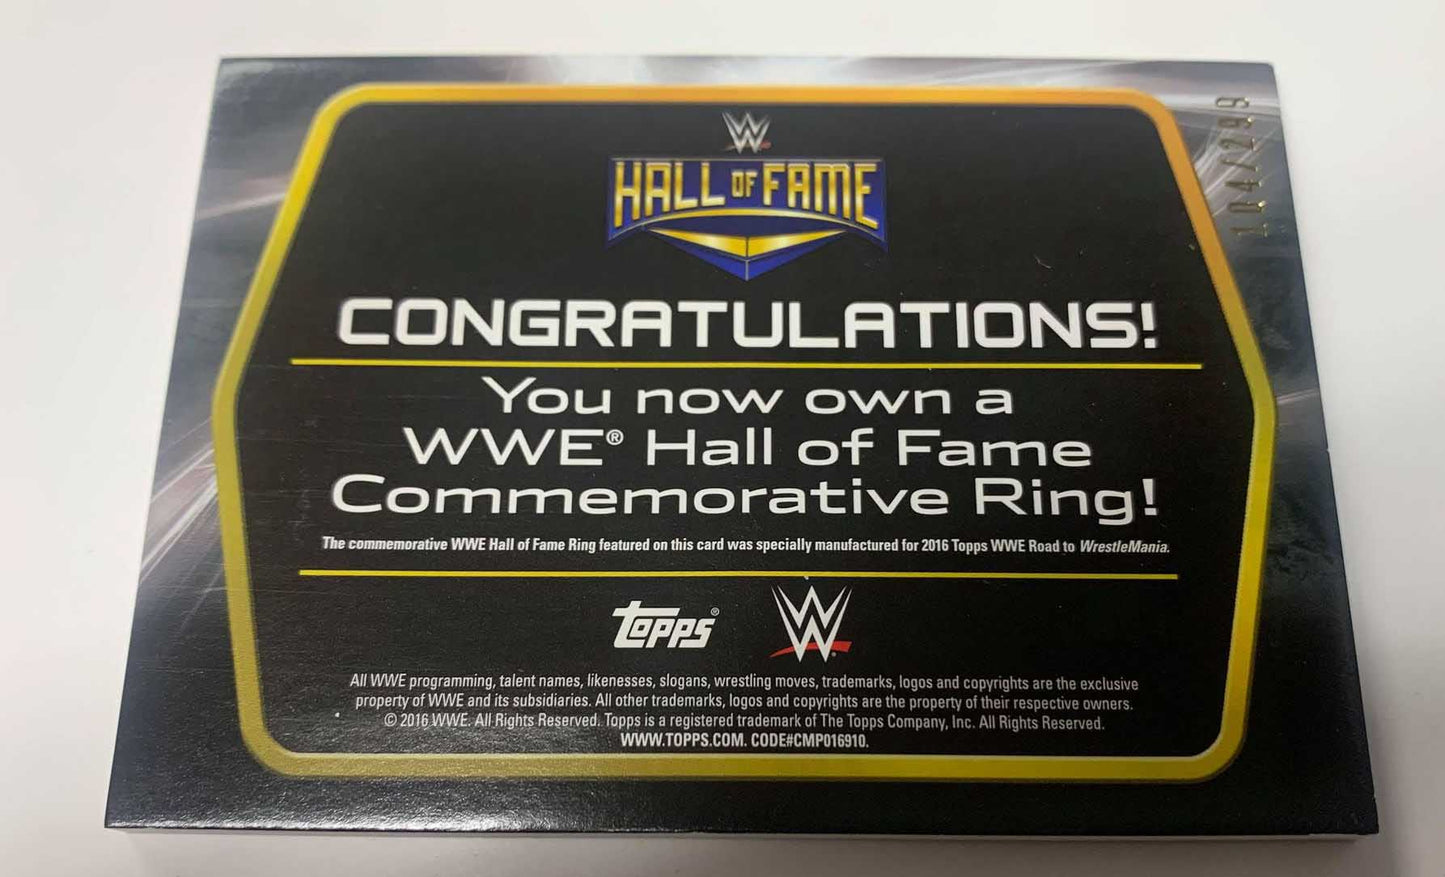 W
HALL OF FAME
104/299
CONGRATULATIONS!
You now own a
WWE® Hall of Fame
Commemorative Ring!
The commemorative WWE Hall of Fame Ring featured on this card was specially manufactured for 2016 Topps WWE Road to WrestleMania.
Topps®
W
All WWE programming, talent names, likenesses, slogans, wrestling moves, trademarks, logos and copyrights are the exclusive
property of WWE and its subsidiaries. All other trademarks, logos and copyrights are the property of their respective owners.
© 2016 WWE. All Rights Reserved. Topps is a registered trademark of The Topps Company, Inc. All Rights Reserved.
WWW.TOPPS.COM. CODE#CMP016910.